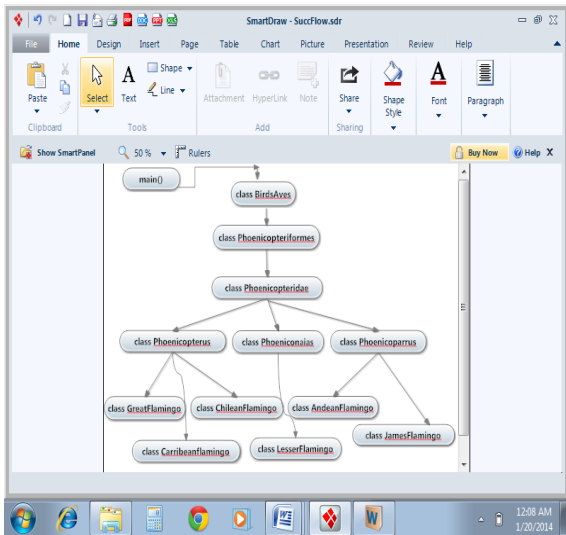 SmartDraw - SuccFlow.sdr
File Home Design Insert Page Table Chart Picture Presentation Review Help
Paste Select Text Shape Line Attachment HyperLink Note Share Shape Style Font Paragraph
Clipboard Tools Add Sharing
Show SmartPanel 50 % Rulers Buy Now Help X
main()
class BirdsAves
class Phoenicopteriformes
class Phoenicopteridae
class Phoenicopterus class Phoeniconaias class Phoenicoparrus
class GreatFlamingo class ChileanFlamingo class AndeanFlamingo
class JamesFlamingo
class Carribeanflamingo class LesserFlamingo
12:08 AM
1/20/2014